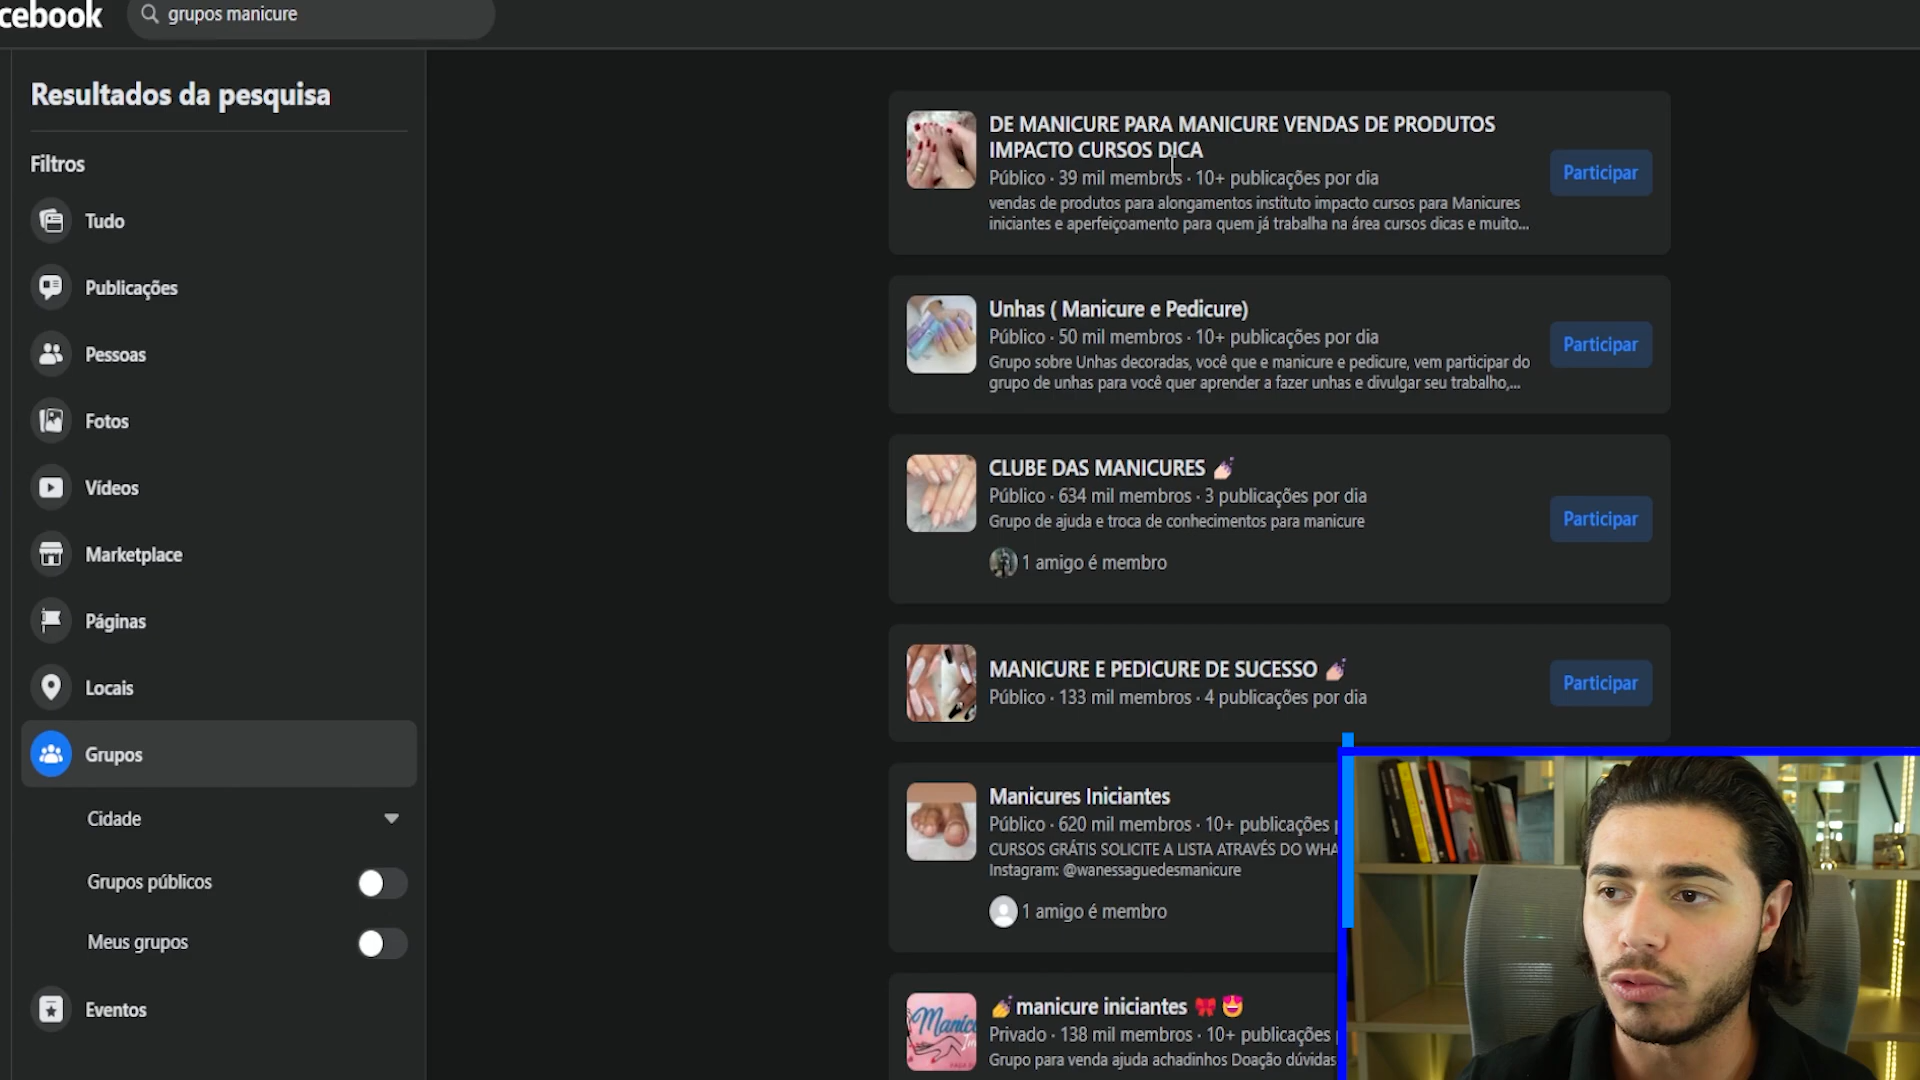 cebook
grupos manicure
Resultados da pesquisa
Filtros
Tudo
Publicações
Pessoas
Fotos
Vídeos
Marketplace
Páginas
Locais
Grupos
Cidade
Grupos públicos
Meus grupos
Eventos
DE MANICURE PARA MANICURE VENDAS DE PRODUTOS
IMPACTO CURSOS DICA
Público · 39 mil membros · 10+ publicações por dia
vendas de produtos para alongamentos instituto impacto cursos para Manicures
iniciantes e aperfeiçoamento para quem já trabalha na área cursos dicas e muito...
Participar
Unhas ( Manicure e Pedicure)
Público · 50 mil membros · 10+ publicações por dia
Grupo sobre Unhas decoradas, você que e manicure e pedicure, vem participar do
grupo de unhas para você quer aprender a fazer unhas e divulgar seu trabalho,...
Participar
CLUBE DAS MANICURES 💅
Público · 634 mil membros · 3 publicações por dia
Grupo de ajuda e troca de conhecimentos para manicure
1 amigo é membro
Participar
MANICURE E PEDICURE DE SUCESSO 💅
Público · 133 mil membros · 4 publicações por dia
Participar
Manicures Iniciantes
Público · 620 mil membros · 10+ publicações
CURSOS GRÁTIS SOLICITE A LISTA ATRAVÉS DO WHA
Instagram: @wanessaguedesmanicure
1 amigo é membro
💅manicure iniciantes 🎀😍
Privado · 138 mil membros · 10+ publicações
Grupo para venda ajuda achadinhos Doação dúvidas